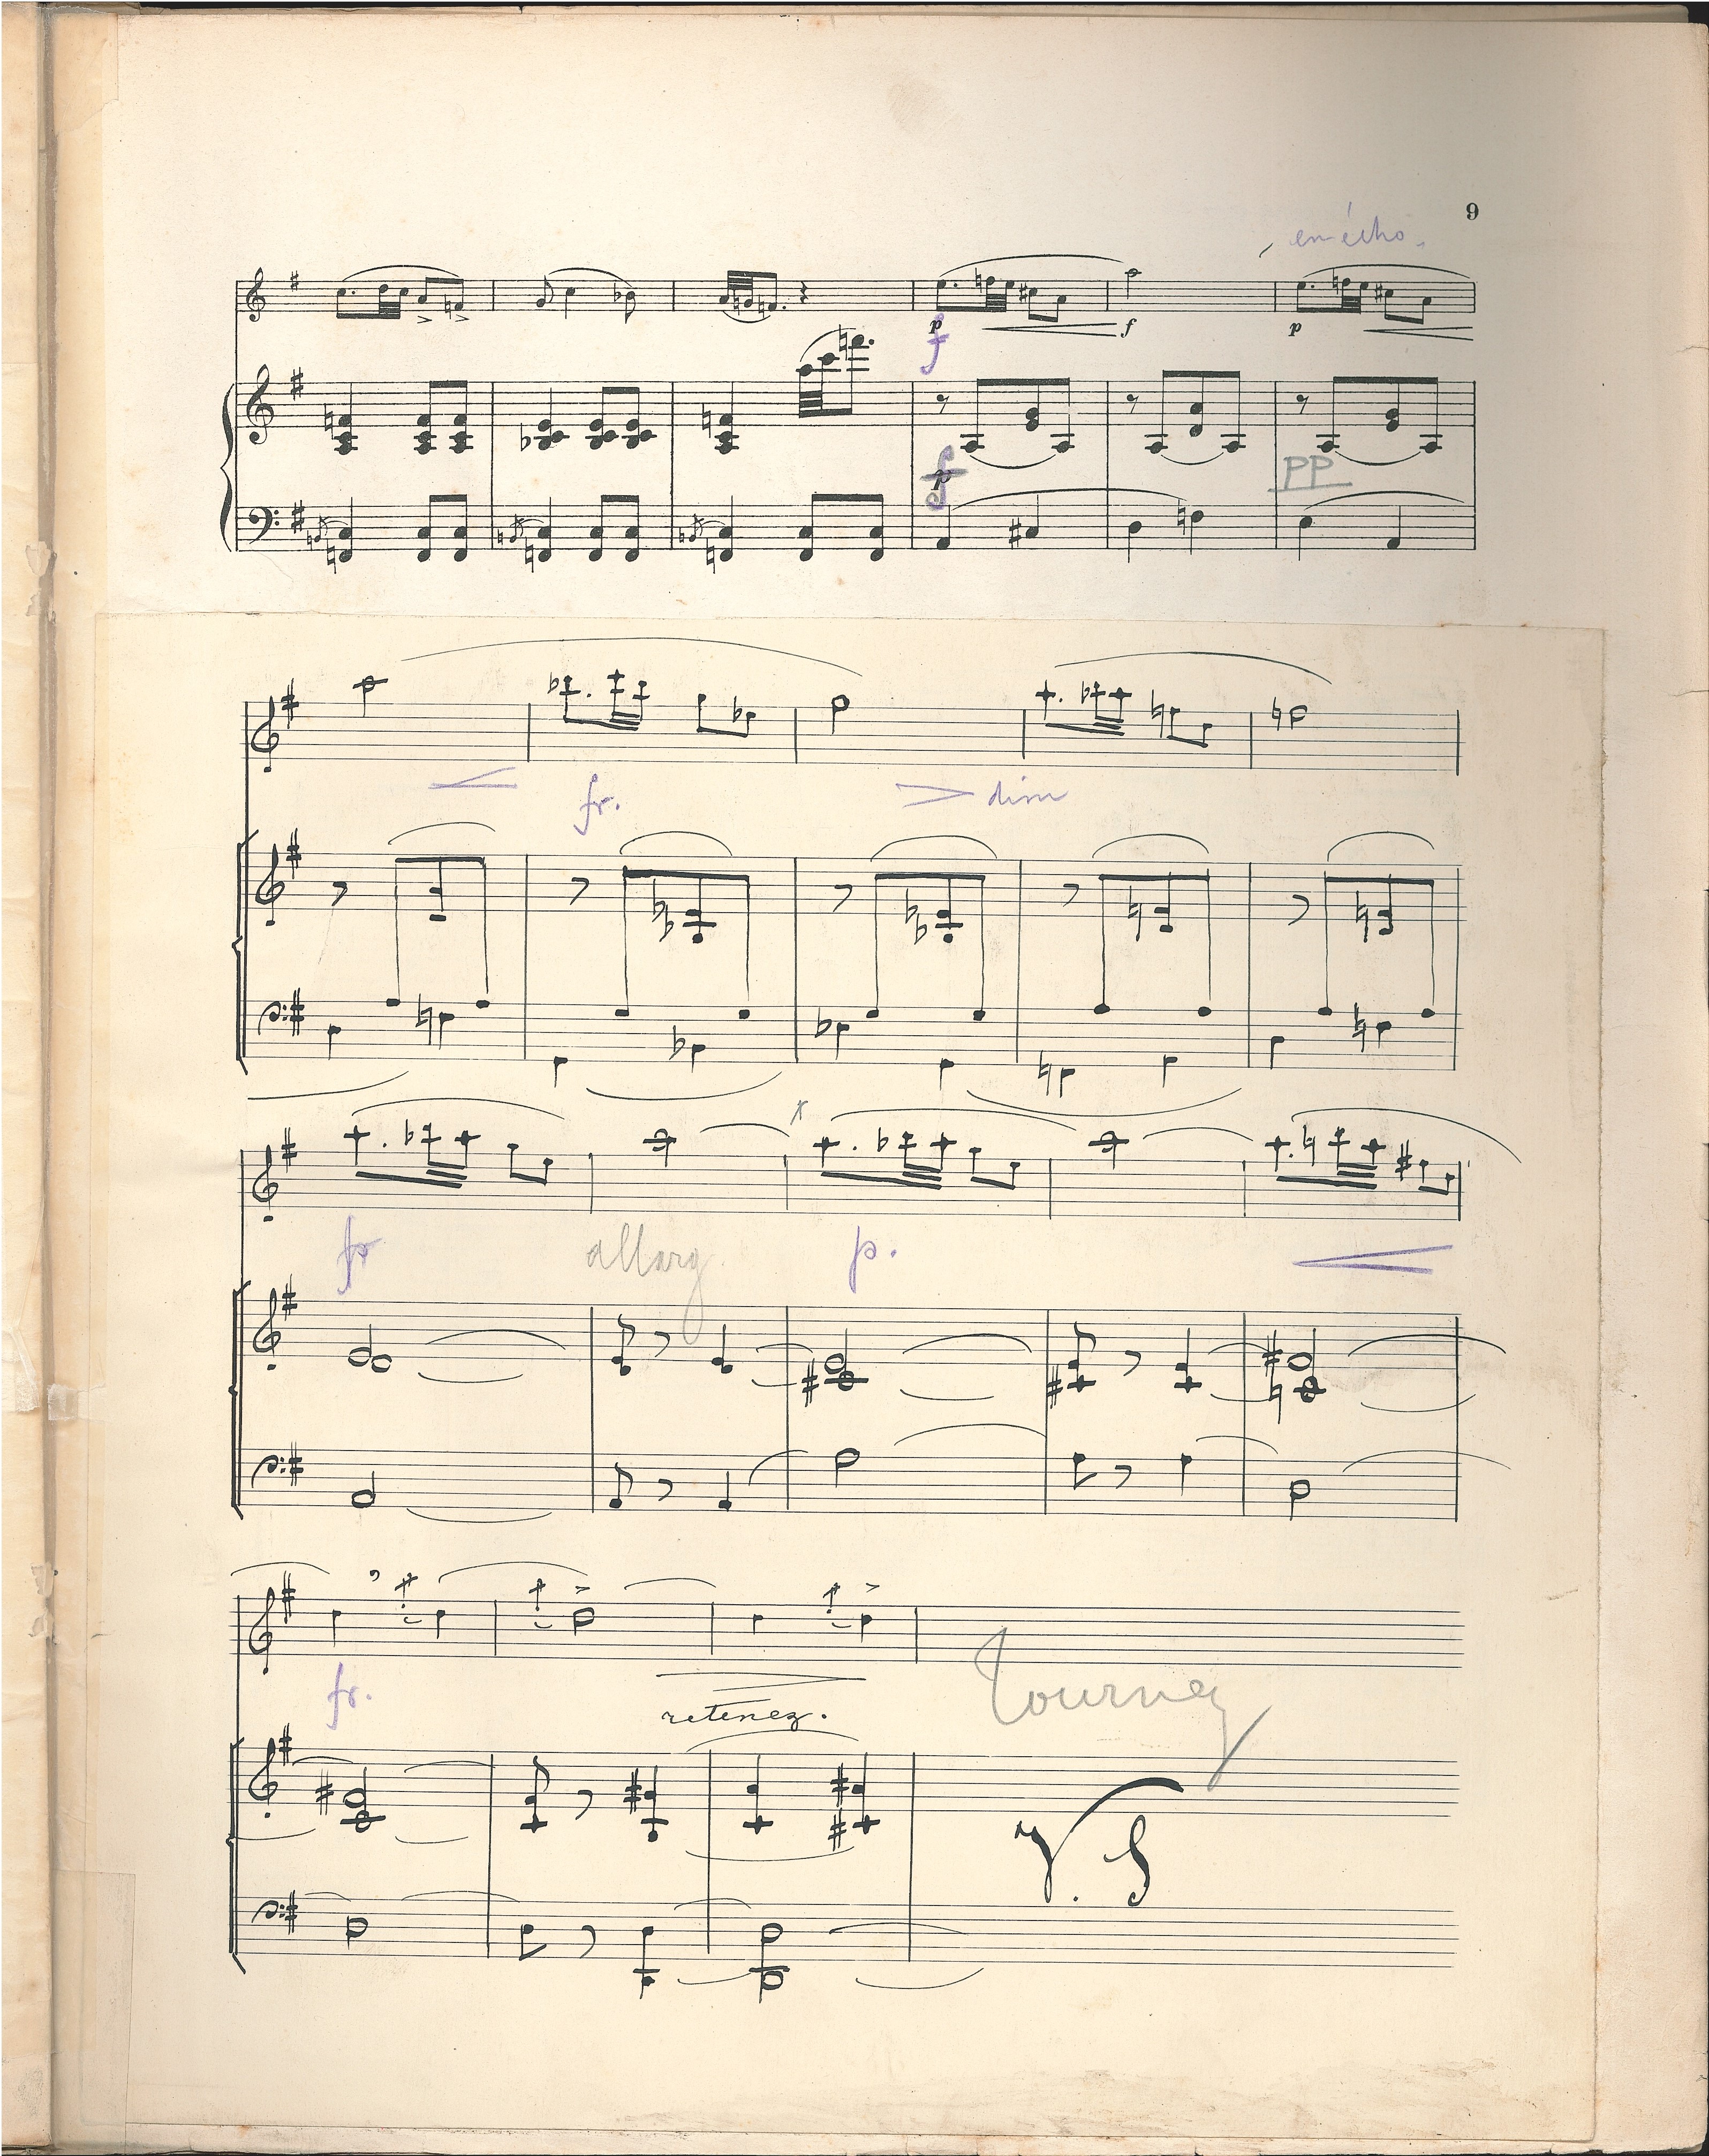 9
en écho.
p f p
f
f
p
PP
fr. dim
fr allarg p.
fr.
retenez.
Tournez
V. S